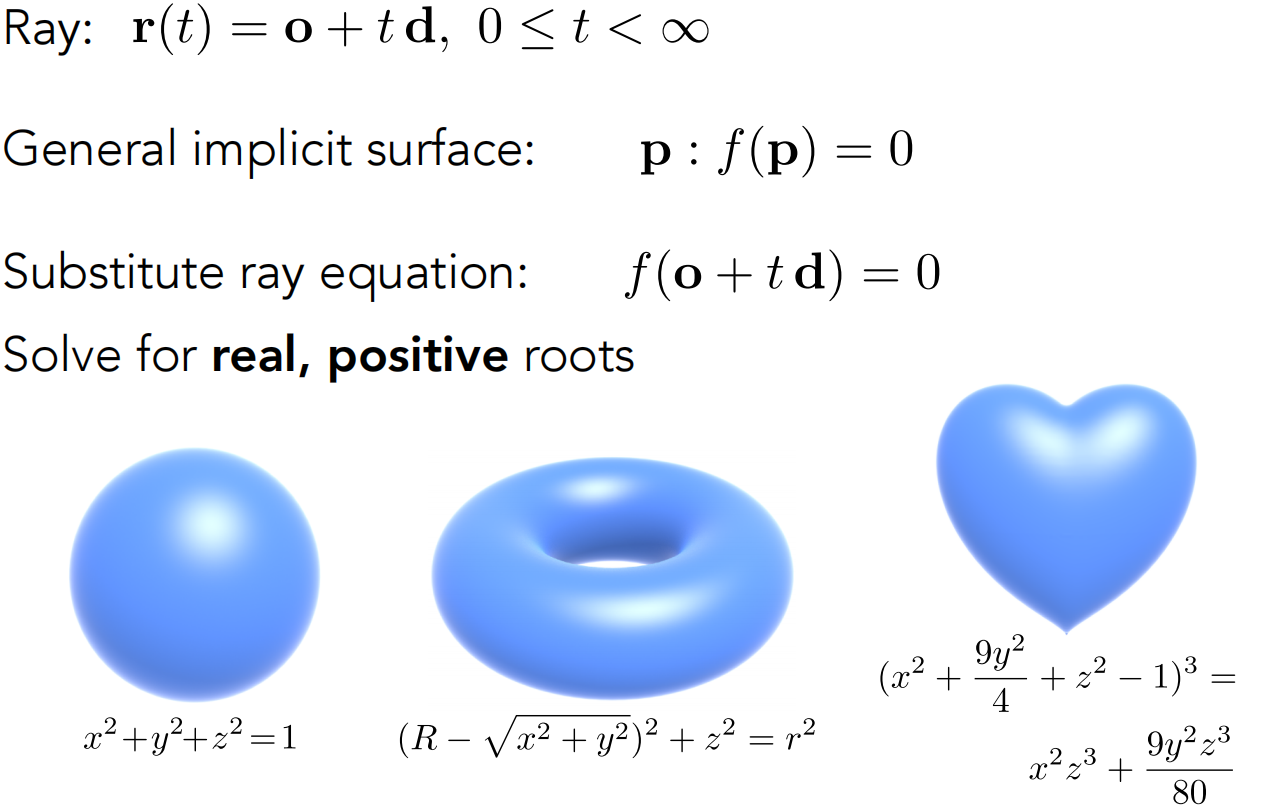 Ray: r(t) = o + t d, 0 ≤ t < ∞
General implicit surface: p : f(p) = 0
Substitute ray equation: f(o + t d) = 0
Solve for real, positive roots
x² + y² + z² = 1
(R − √(x² + y²))² + z² = r²
(x² + 9y²/4 + z² − 1)³ =
x²z³ + 9y²z³/80